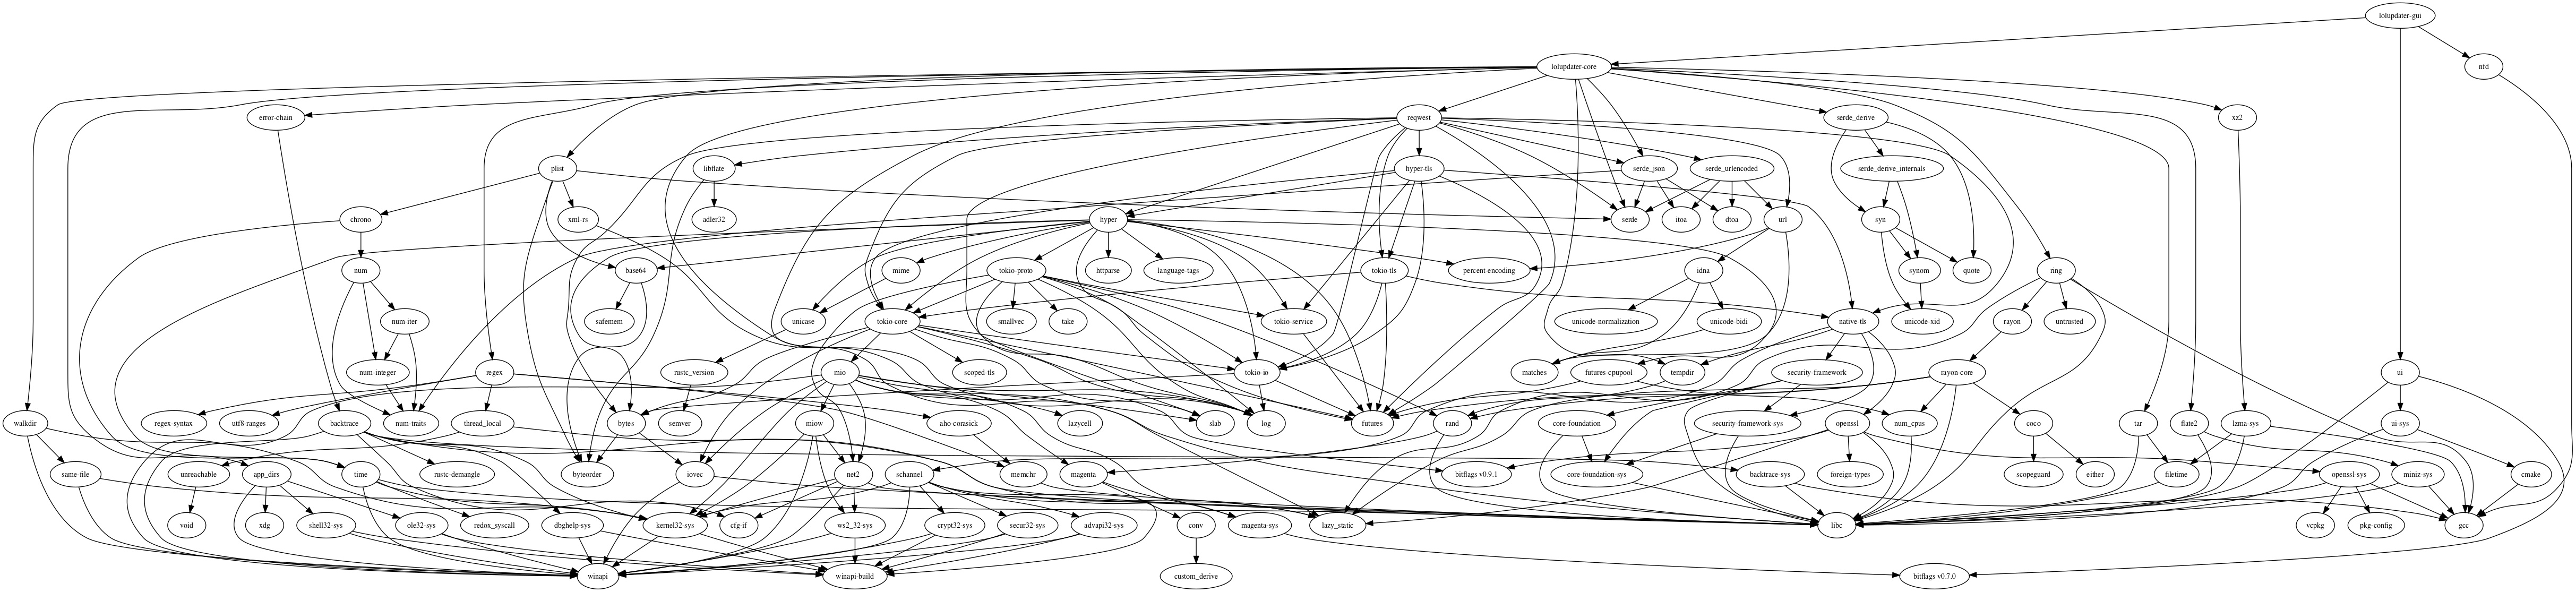 lolupdater-gui
lolupdater-core
nfd
error-chain
reqwest
serde_derive
xz2
plist
libflate
hyper-tls
serde_json
serde_urlencoded
serde_derive_internals
chrono
xml-rs
adler32
hyper
serde
itoa
dtoa
url
syn
num
base64
mime
tokio-proto
httparse
language-tags
tokio-tls
percent-encoding
idna
synom
quote
ring
num-iter
safemem
unicase
tokio-core
smallvec
take
tokio-service
unicode-normalization
unicode-bidi
native-tls
unicode-xid
rayon
untrusted
num-integer
regex
rustc_version
mio
scoped-tls
tokio-io
matches
futures-cpupool
tempdir
security-framework
rayon-core
ui
walkdir
regex-syntax
utf8-ranges
backtrace
num-traits
thread_local
bytes
semver
miow
aho-corasick
lazycell
slab
log
futures
rand
core-foundation
security-framework-sys
openssl
num_cpus
coco
tar
flate2
lzma-sys
ui-sys
same-file
unreachable
app_dirs
time
rustc-demangle
byteorder
iovec
net2
schannel
memchr
magenta
bitflags v0.9.1
core-foundation-sys
backtrace-sys
foreign-types
scopeguard
either
filetime
openssl-sys
miniz-sys
cmake
void
xdg
shell32-sys
ole32-sys
redox_syscall
dbghelp-sys
kernel32-sys
cfg-if
ws2_32-sys
crypt32-sys
secur32-sys
advapi32-sys
conv
magenta-sys
lazy_static
libc
vcpkg
pkg-config
gcc
winapi
winapi-build
custom_derive
bitflags v0.7.0